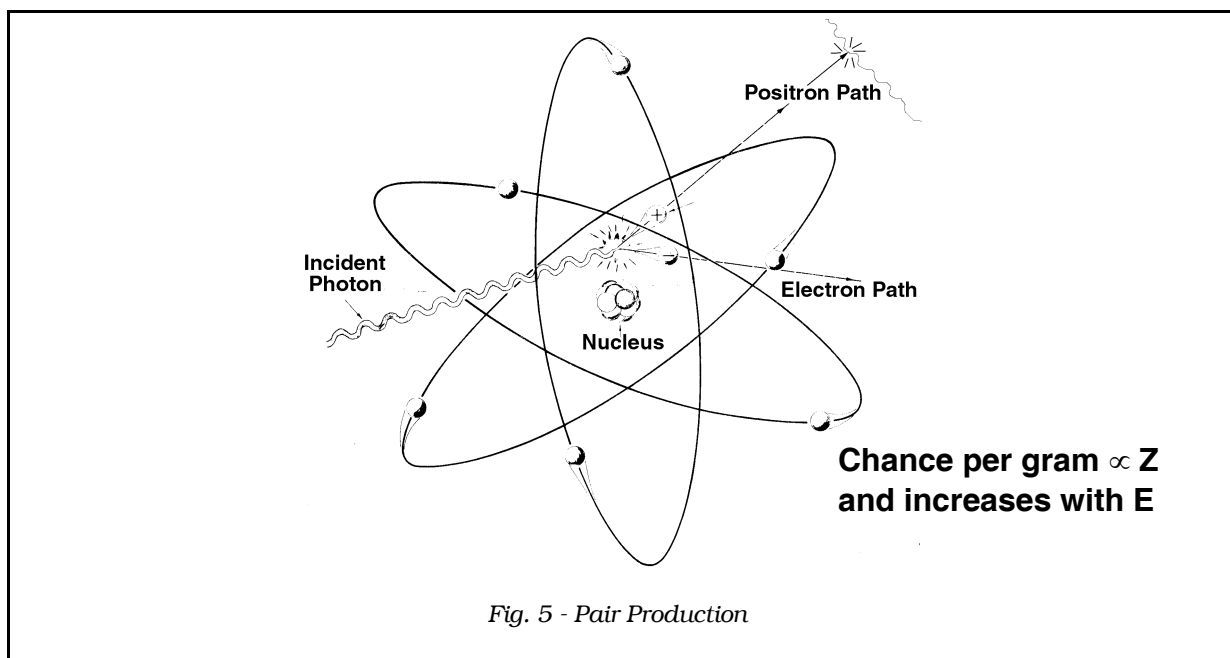 Positron Path
Incident
Photon
+
Electron Path
Nucleus
Chance per gram ∝ Z
and increases with E
Fig. 5 - Pair Production